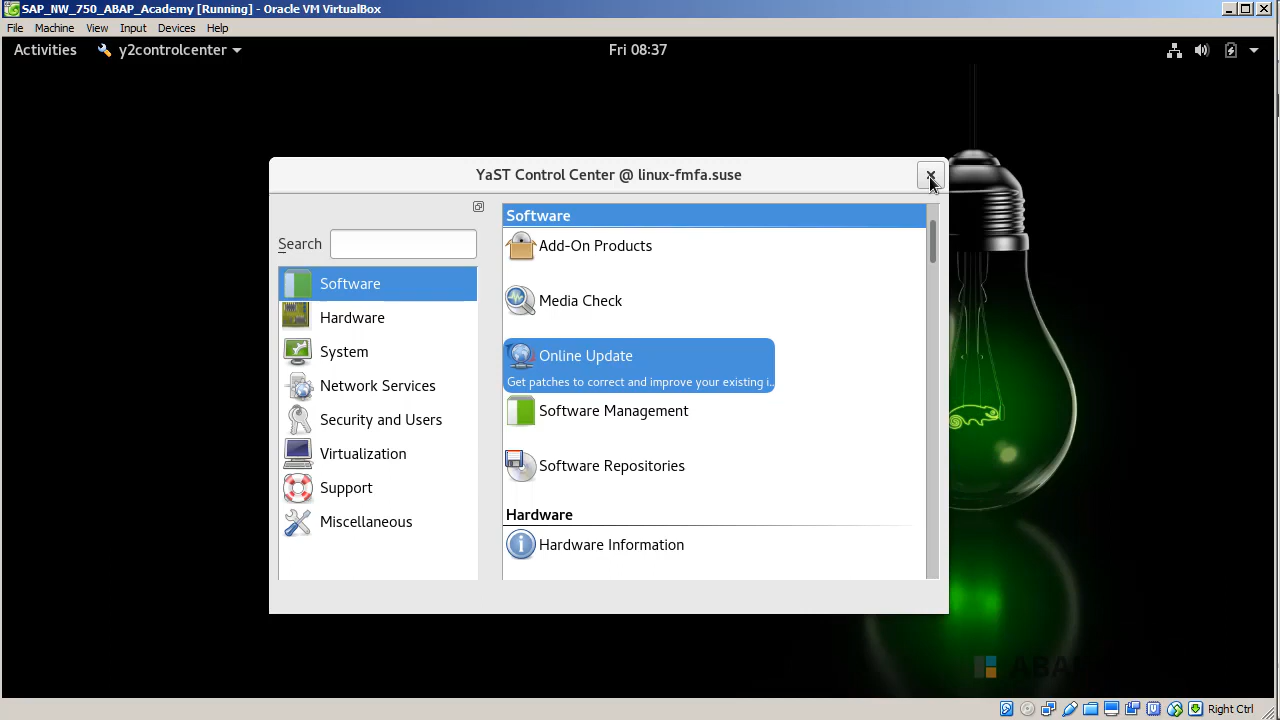 SAP_NW_750_ABAP_Academy [Running] - Oracle VM VirtualBox
File Machine View Input Devices Help
Activities y2controlcenter Fri 08:37
YaST Control Center @ linux-fmfa.suse
Search
Software
Hardware
System
Network Services
Security and Users
Virtualization
Support
Miscellaneous
Software
Add-On Products
Media Check
Online Update
Get patches to correct and improve your existing i..
Software Management
Software Repositories
Hardware
Hardware Information
Right Ctrl